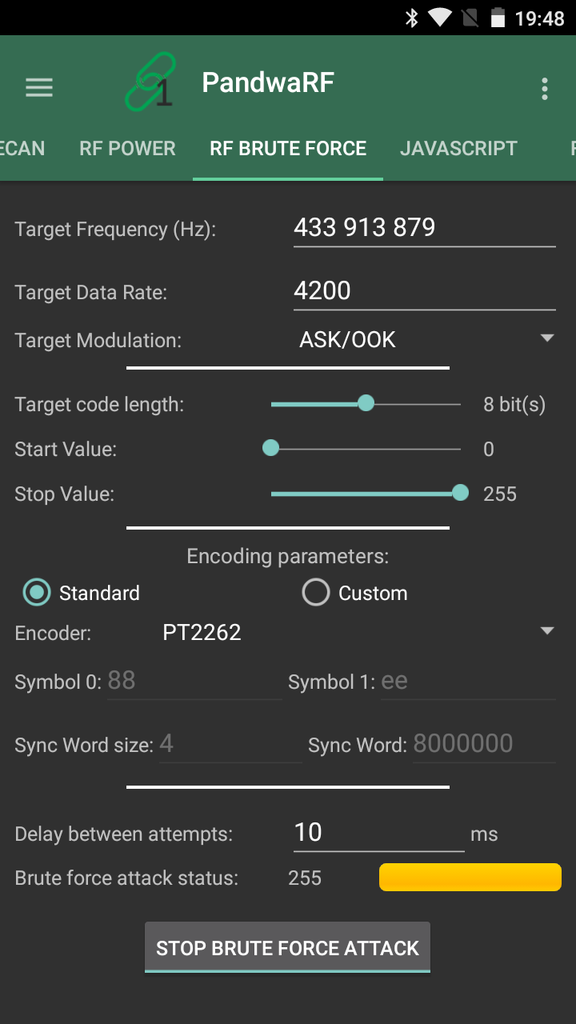 19:48
1
PandwaRF
ECAN RF POWER RF BRUTE FORCE JAVASCRIPT
Target Frequency (Hz): 433 913 879
Target Data Rate: 4200
Target Modulation: ASK/OOK
Target code length: 8 bit(s)
Start Value: 0
Stop Value: 255
Encoding parameters:
Standard Custom
Encoder: PT2262
Symbol 0: 88 Symbol 1: ee
Sync Word size: 4 Sync Word: 8000000
Delay between attempts: 10 ms
Brute force attack status: 255
STOP BRUTE FORCE ATTACK